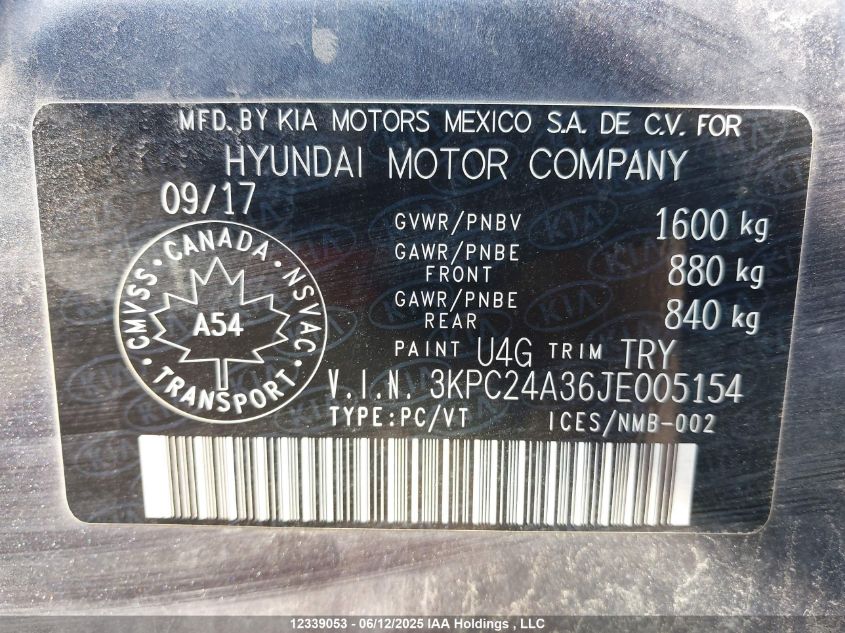 MFD. BY KIA MOTORS MEXICO S.A. DE C.V. FOR
HYUNDAI MOTOR COMPANY
09/17
GVWR/PNBV 1600 kg
GAWR/PNBE FRONT 880 kg
GAWR/PNBE REAR 840 kg
CANADA
CMVSS · NSVAC
A54
TRANSPORT
PAINT U4G TRIM TRY
V.I.N. 3KPC24A36JE005154
TYPE:PC/VT ICES/NMB-002
12339053 - 06/12/2025 IAA Holdings , LLC